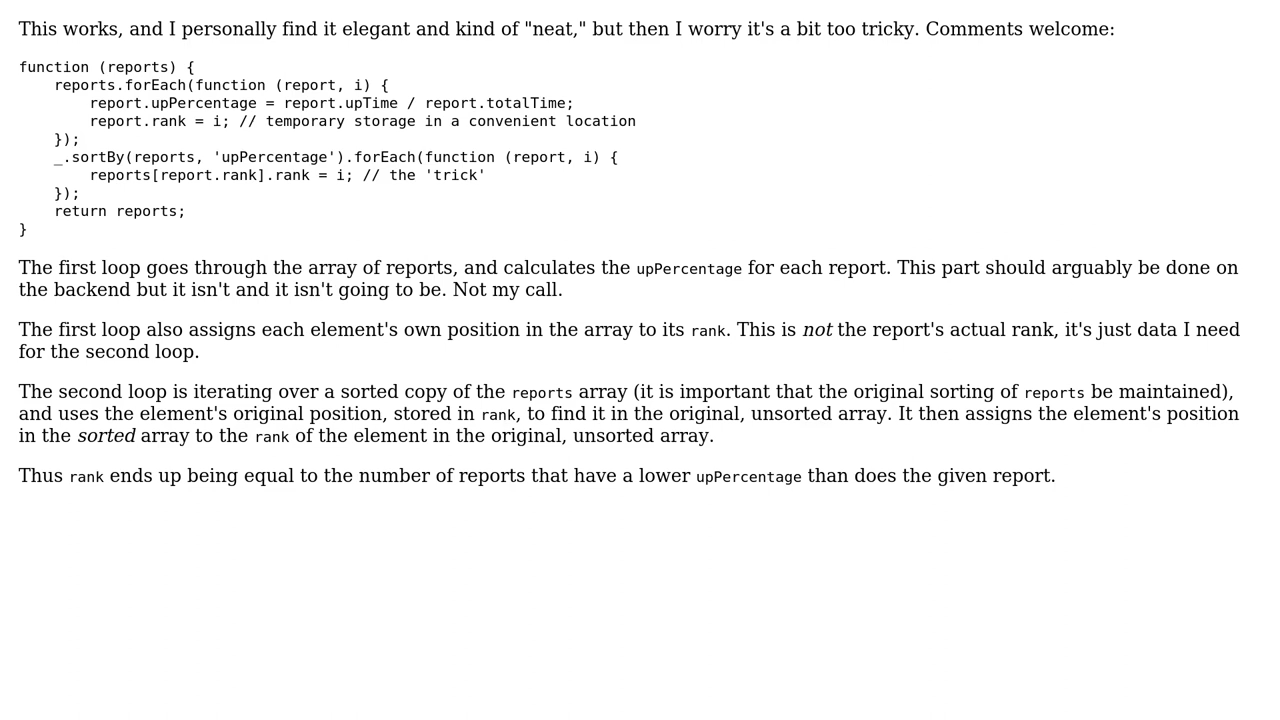 This works, and I personally find it elegant and kind of "neat," but then I worry it's a bit too tricky. Comments welcome:
function (reports) {
    reports.forEach(function (report, i) {
        report.upPercentage = report.upTime / report.totalTime;
        report.rank = i; // temporary storage in a convenient location
    });
    _.sortBy(reports, 'upPercentage').forEach(function (report, i) {
        reports[report.rank].rank = i; // the 'trick'
    });
    return reports;
}
The first loop goes through the array of reports, and calculates the upPercentage for each report. This part should arguably be done on
the backend but it isn't and it isn't going to be. Not my call.
The first loop also assigns each element's own position in the array to its rank. This is not the report's actual rank, it's just data I need
for the second loop.
The second loop is iterating over a sorted copy of the reports array (it is important that the original sorting of reports be maintained),
and uses the element's original position, stored in rank, to find it in the original, unsorted array. It then assigns the element's position
in the sorted array to the rank of the element in the original, unsorted array.
Thus rank ends up being equal to the number of reports that have a lower upPercentage than does the given report.